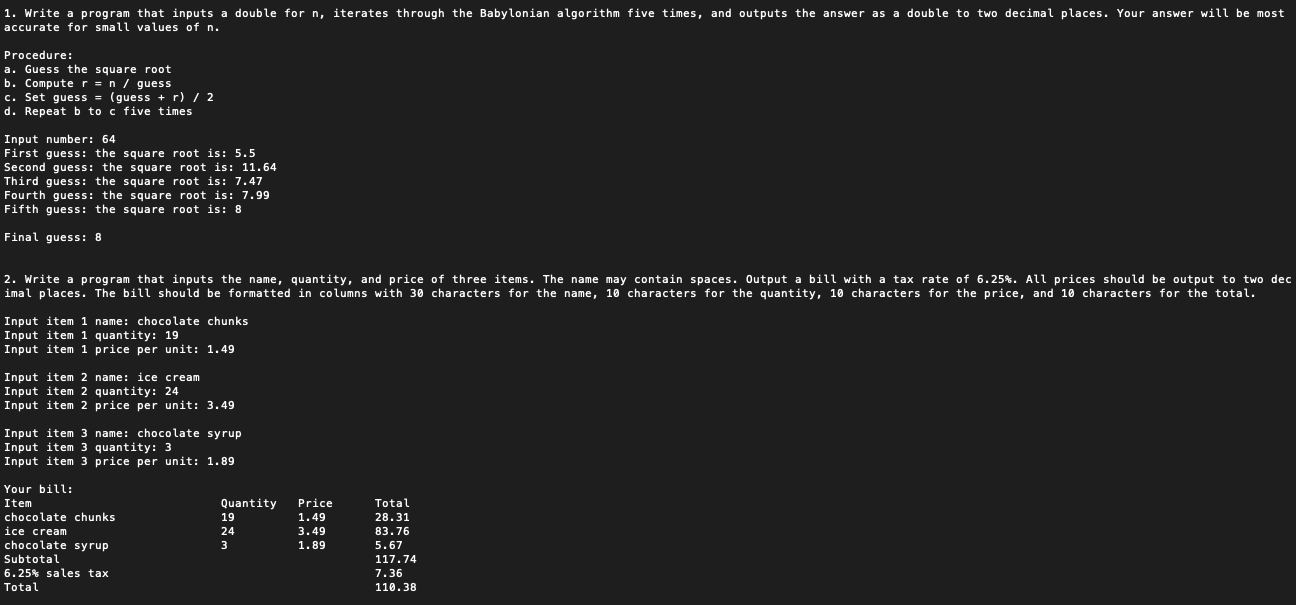 1. Write a program that inputs a double for n, iterates through the Babylonian algorithm five times, and outputs the answer as a double to two decimal places. Your answer will be most
accurate for small values of n.
Procedure:
a. Guess the square root
b. Compute r = n / guess
c. Set guess = (guess + r) / 2
d. Repeat b to c five times
Input number: 64
First guess: the square root is: 5.5
Second guess: the square root is: 11.64
Third guess: the square root is: 7.47
Fourth guess: the square root is: 7.99
Fifth guess: the square root is: 8
Final guess: 8
2. Write a program that inputs the name, quantity, and price of three items. The name may contain spaces. Output a bill with a tax rate of 6.25%. All prices should be output to two dec
imal places. The bill should be formatted in columns with 30 characters for the name, 10 characters for the quantity, 10 characters for the price, and 10 characters for the total.
Input item 1 name: chocolate chunks
Input item 1 quantity: 19
Input item 1 price per unit: 1.49
Input item 2 name: ice cream
Input item 2 quantity: 24
Input item 2 price per unit: 3.49
Input item 3 name: chocolate syrup
Input item 3 quantity: 3
Input item 3 price per unit: 1.89
Your bill:
Item Quantity Price Total
chocolate chunks 19 1.49 28.31
ice cream 24 3.49 83.76
chocolate syrup 3 1.89 5.67
Subtotal 117.74
6.25% sales tax 7.36
Total 110.38